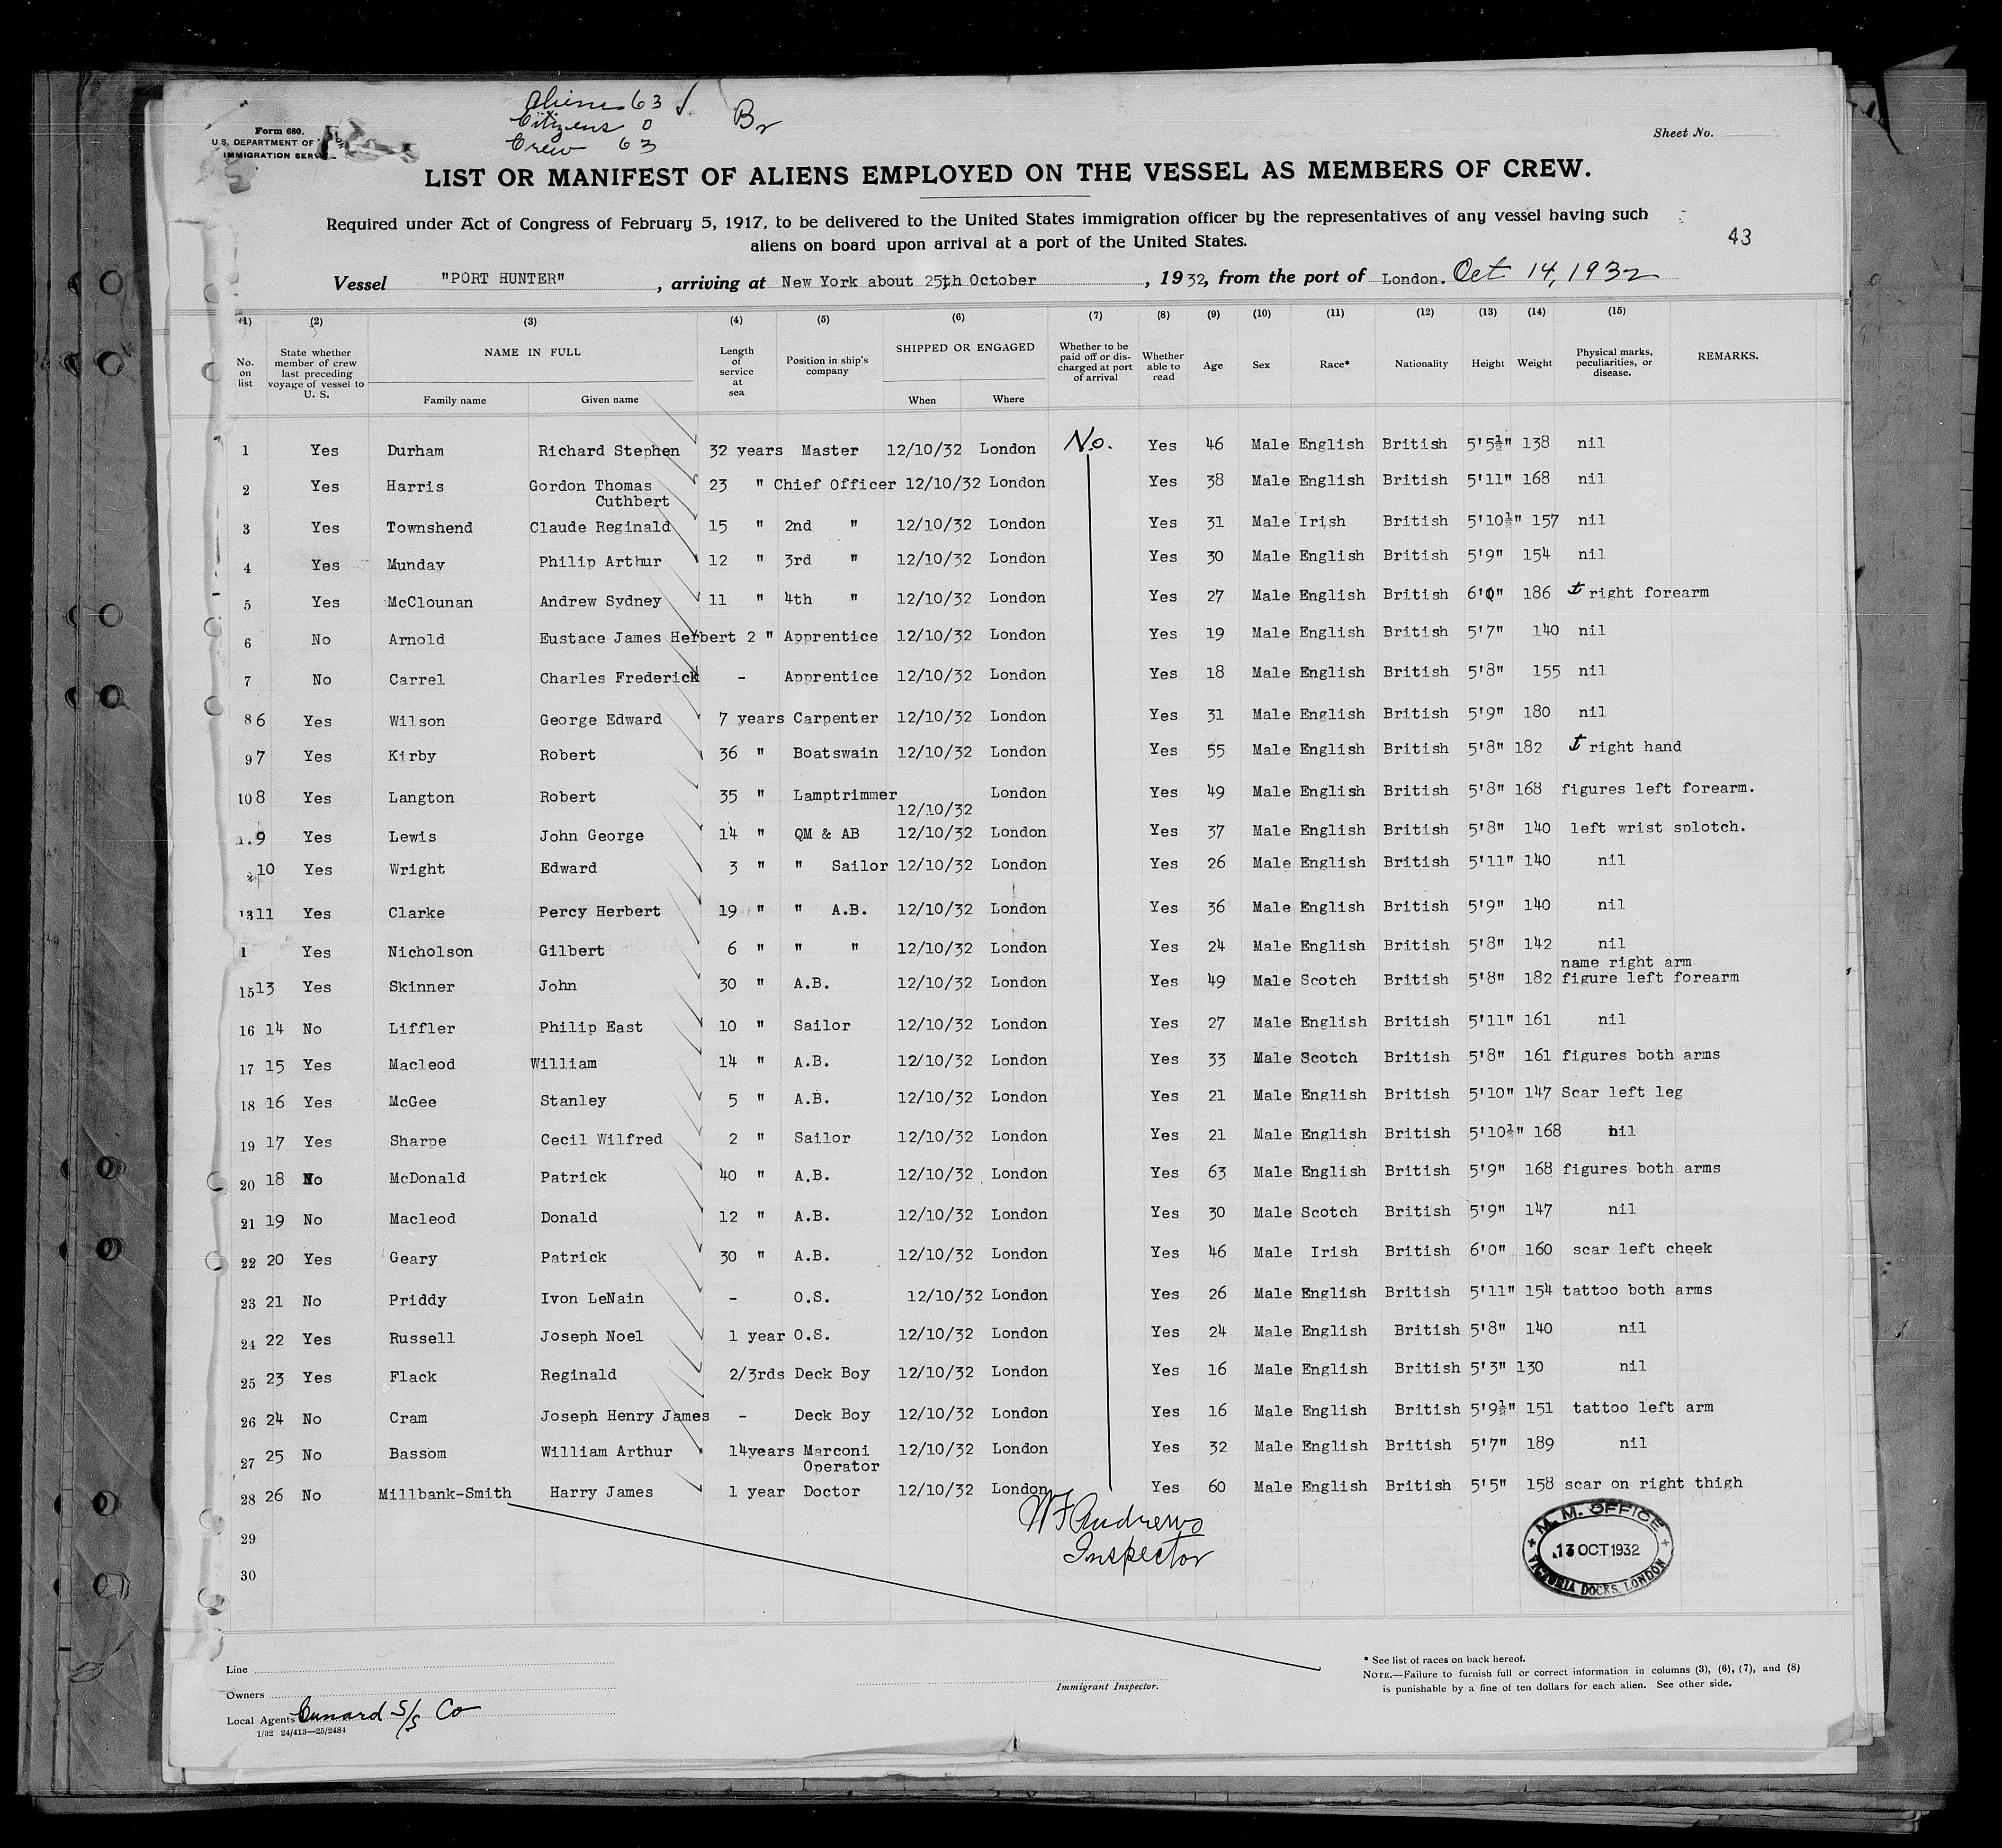 Aliens 63 √ Br
Citizens 0
Crew 63
Form 680.
U.S. DEPARTMENT OF
IMMIGRATION SERV
Sheet No.
LIST OR MANIFEST OF ALIENS EMPLOYED ON THE VESSEL AS MEMBERS OF CREW.
Required under Act of Congress of February 5, 1917, to be delivered to the United States immigration officer by the representatives of any vessel having such
aliens on board upon arrival at a port of the United States.
43
Vessel "PORT HUNTER", arriving at New York about 25th October, 1932, from the port of London. Oct 14, 1932
(1) (2) (3) (4) (5) (6) (7) (8) (9) (10) (11) (12) (13) (14) (15)
No. on list
State whether member of crew last preceding voyage of vessel to U. S.
NAME IN FULL
Family name Given name
Length of service at sea
Position in ship's company
SHIPPED OR ENGAGED
When Where
Whether to be paid off or discharged at port of arrival
Whether able to read
Age Sex Race* Nationality Height Weight
Physical marks, peculiarities, or disease.
REMARKS.
1 Yes Durham Richard Stephen 32 years Master 12/10/32 London No. Yes 46 Male English British 5'5½" 138 nil
2 Yes Harris Gordon Thomas Cuthbert 23 " Chief Officer 12/10/32 London Yes 38 Male English British 5'11" 168 nil
3 Yes Townshend Claude Reginald 15 " 2nd " 12/10/32 London Yes 31 Male Irish British 5'10½" 157 nil
4 Yes Munday Philip Arthur 12 " 3rd " 12/10/32 London Yes 30 Male English British 5'9" 154 nil
5 Yes McClounan Andrew Sydney 11 " 4th " 12/10/32 London Yes 27 Male English British 6'0" 186 right forearm
6 No Arnold Eustace James Herbert 2 " Apprentice 12/10/32 London Yes 19 Male English British 5'7" 140 nil
7 No Carrel Charles Frederick - Apprentice 12/10/32 London Yes 18 Male English British 5'8" 155 nil
8 6 Yes Wilson George Edward 7 years Carpenter 12/10/32 London Yes 31 Male English British 5'9" 180 nil
9 7 Yes Kirby Robert 36 " Boatswain 12/10/32 London Yes 55 Male English British 5'8" 182 right hand
10 8 Yes Langton Robert 35 " Lamptrimmer 12/10/32 London Yes 49 Male English British 5'8" 168 figures left forearm.
9 Yes Lewis John George 14 " QM & AB 12/10/32 London Yes 37 Male English British 5'8" 140 left wrist splotch.
10 Yes Wright Edward 3 " " Sailor 12/10/32 London Yes 26 Male English British 5'11" 140 nil
13 11 Yes Clarke Percy Herbert 19 " " A.B. 12/10/32 London Yes 36 Male English British 5'9" 140 nil
1 Yes Nicholson Gilbert 6 " " " 12/10/32 London Yes 24 Male English British 5'8" 142 nil
15 13 Yes Skinner John 30 " A.B. 12/10/32 London Yes 49 Male Scotch British 5'8" 182 name right arm figure left forearm
16 14 No Liffler Philip East 10 " Sailor 12/10/32 London Yes 27 Male English British 5'11" 161 nil
17 15 Yes Macleod William 14 " A.B. 12/10/32 London Yes 33 Male Scotch British 5'8" 161 figures both arms
18 16 Yes McGee Stanley 5 " A.B. 12/10/32 London Yes 21 Male English British 5'10" 147 Scar left leg
19 17 Yes Sharpe Cecil Wilfred 2 " Sailor 12/10/32 London Yes 21 Male English British 5'10½" 168 nil
20 18 No McDonald Patrick 40 " A.B. 12/10/32 London Yes 63 Male English British 5'9" 168 figures both arms
21 19 No Macleod Donald 12 " A.B. 12/10/32 London Yes 30 Male Scotch British 5'9" 147 nil
22 20 Yes Geary Patrick 30 " A.B. 12/10/32 London Yes 46 Male Irish British 6'0" 160 scar left cheek
23 21 No Priddy Ivon LeNain - O.S. 12/10/32 London Yes 26 Male English British 5'11" 154 tattoo both arms
24 22 Yes Russell Joseph Noel 1 year O.S. 12/10/32 London Yes 24 Male English British 5'8" 140 nil
25 23 Yes Flack Reginald 2/3rds Deck Boy 12/10/32 London Yes 16 Male English British 5'3" 130 nil
26 24 No Cram Joseph Henry James - Deck Boy 12/10/32 London Yes 16 Male English British 5'9½" 151 tattoo left arm
27 25 No Bassom William Arthur 14years Marconi Operator 12/10/32 London Yes 32 Male English British 5'7" 189 nil
28 26 No Millbank-Smith Harry James 1 year Doctor 12/10/32 London Yes 60 Male English British 5'5" 158 scar on right thigh
29
30
W F Andrews
Inspector
M. M. OFFICE
13 OCT 1932
VICTORIA DOCKS, LONDON
Line
Owners
Local Agents Cunard S/S Co
1/32 24/413—25/2484
Immigrant Inspector.
* See list of races on back hereof.
NOTE.—Failure to furnish full or correct information in columns (3), (6), (7), and (8)
is punishable by a fine of ten dollars for each alien. See other side.